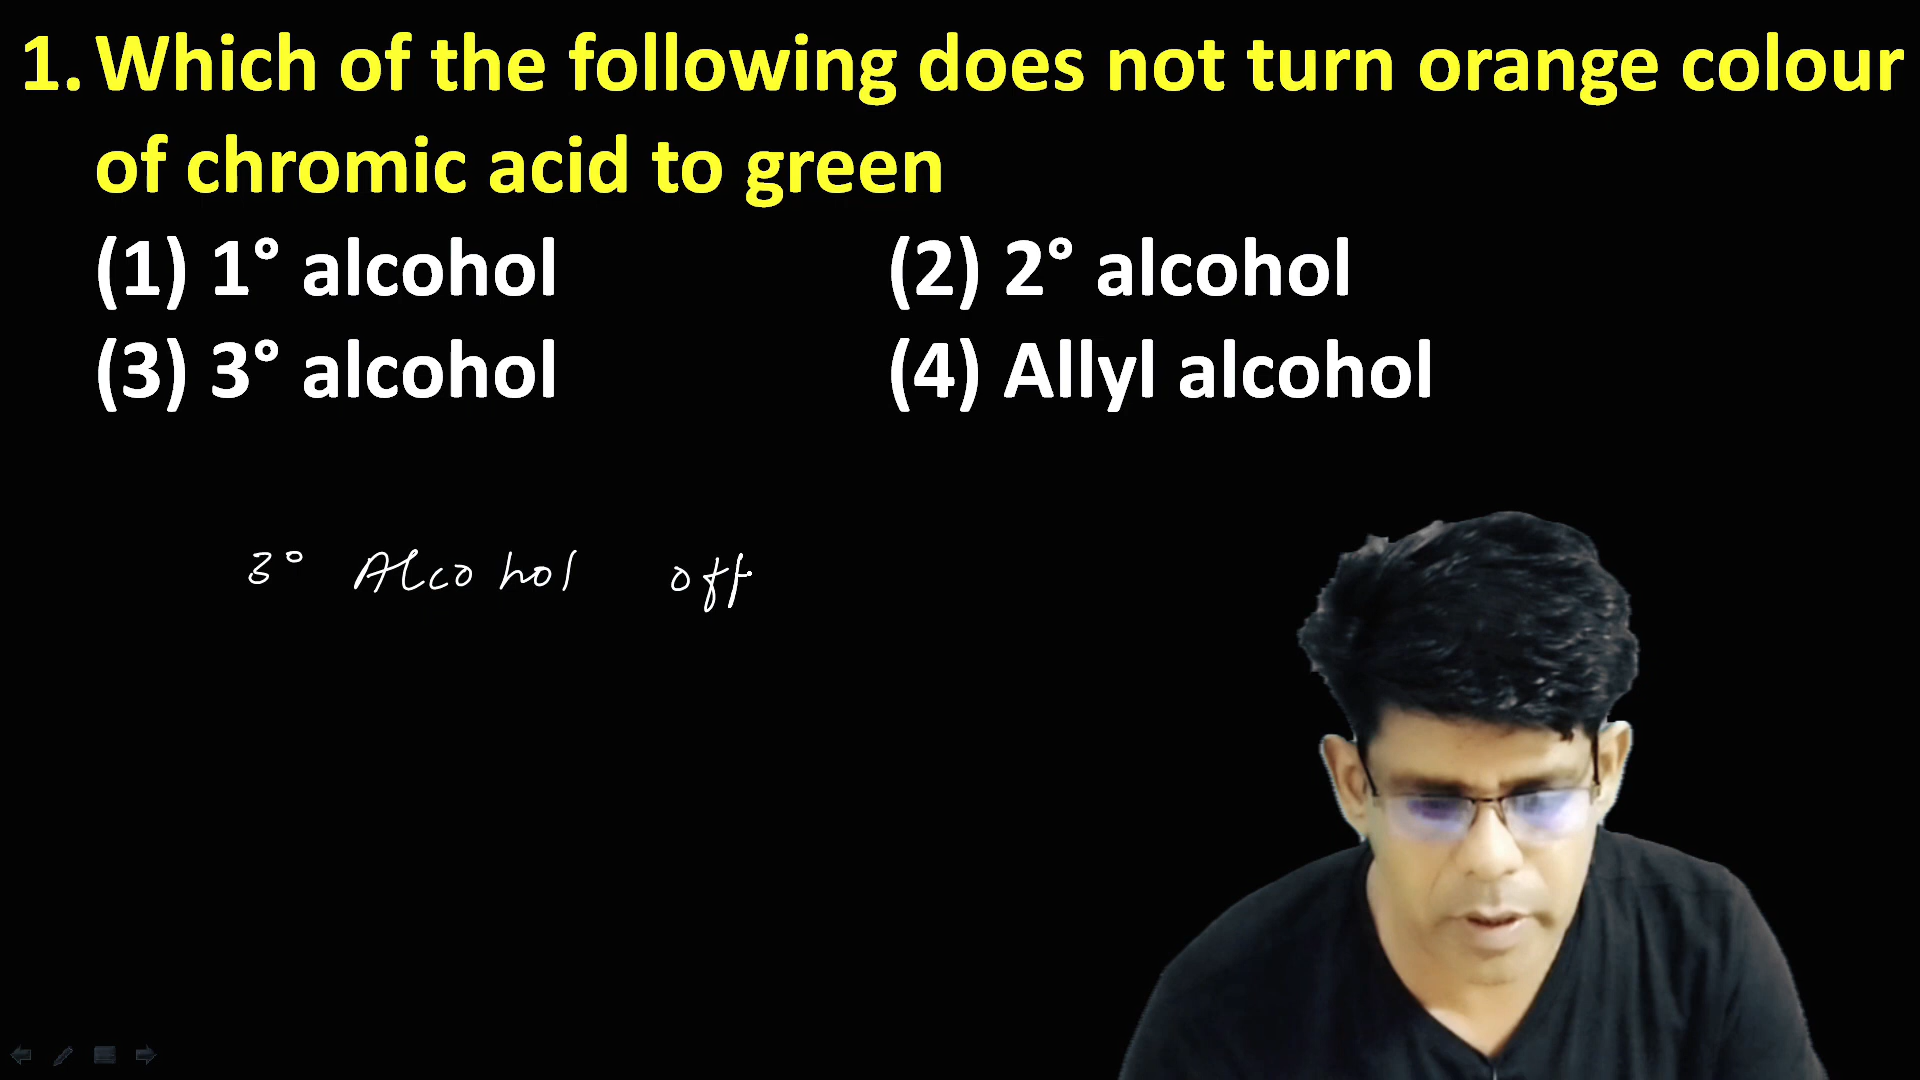 1. Which of the following does not turn orange colour
of chromic acid to green
(1) 1° alcohol (2) 2° alcohol
(3) 3° alcohol (4) Allyl alcohol
3° Alcohol off